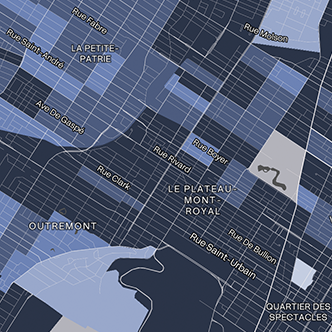 Rue Fabre
Rue Molson
Rue Saint-André
LA PETITE-
PATRIE
Ave De Gaspé
Rue Boyer
Rue Rivard
Rue Clark
LE PLATEAU-
MONT-
ROYAL
OUTREMONT
Rue De Bullion
Rue Saint-Urbain
QUARTIER DES
SPECTACLES